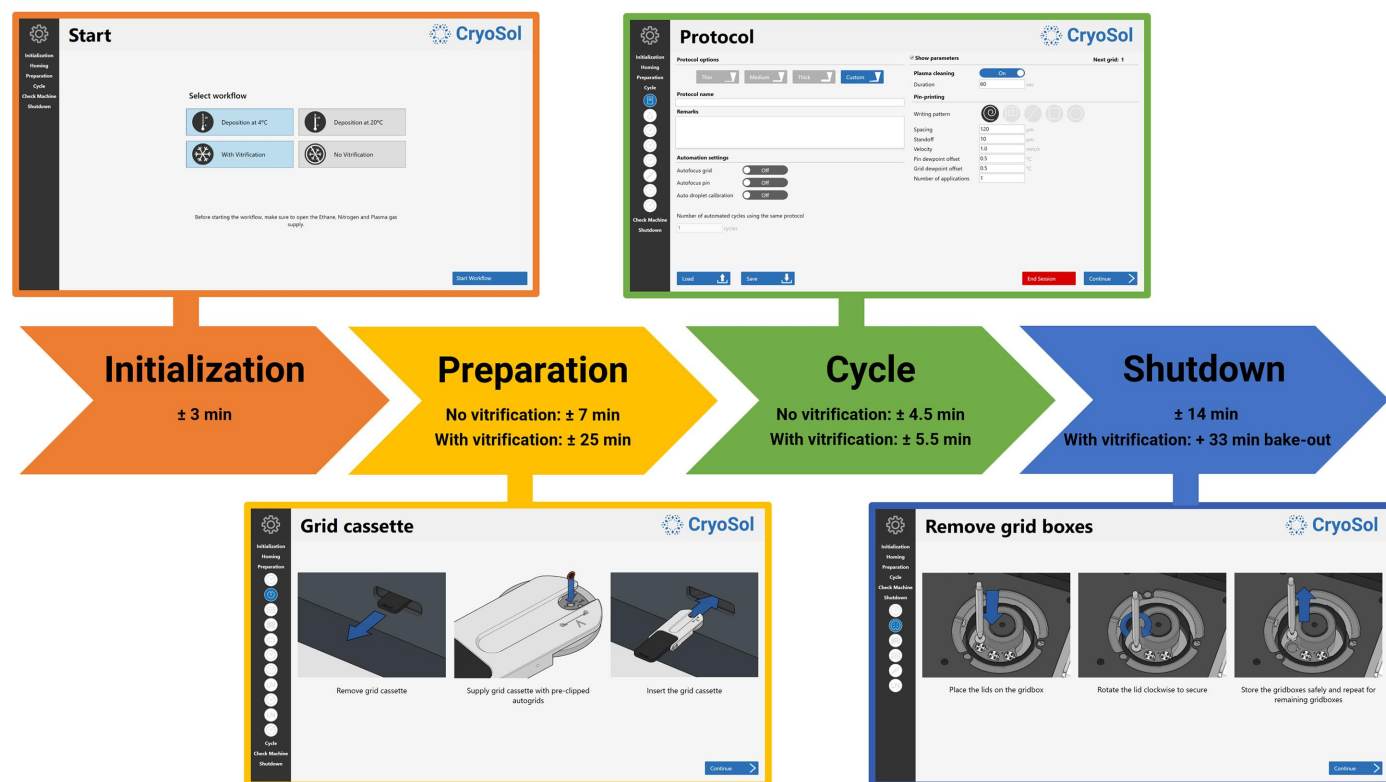 Start
CryoSol
Initialization
Homing
Preparation
Cycle
Check Machine
Shutdown
Select workflow
Deposition at 4ºC
Deposition at 20ºC
With Vitrification
No Vitrification
Before starting the workflow, make sure to open the Ethane, Nitrogen and Plasma gas
supply.
Start Workflow
Protocol
CryoSol
Initialization
Homing
Preparation
Cycle
Check Machine
Shutdown
Protocol options
Thin
Medium
Thick
Custom
Protocol name
Remarks
Automation settings
Autofocus grid
Off
Autofocus pin
Off
Auto droplet calibration
Off
Number of automated cycles using the same protocol
1 cycles
Load
Save
Show parameters
Next grid: 1
Plasma cleaning
On
Duration
60 sec
Pin-printing
Writing pattern
Spacing
120 µm
Standoff
10 µm
Velocity
1.0 mm/s
Pin dewpoint offset
0.5 °C
Grid dewpoint offset
0.5 °C
Number of applications
1
End Session
Continue
Initialization
± 3 min
Preparation
No vitrification: ± 7 min
With vitrification: ± 25 min
Cycle
No vitrification: ± 4.5 min
With vitrification: ± 5.5 min
Shutdown
± 14 min
With vitrification: + 33 min bake-out
Grid cassette
CryoSol
Initialization
Homing
Preparation
Cycle
Check Machine
Shutdown
Remove grid cassette
Supply grid cassette with pre-clipped
autogrids
Insert the grid cassette
Continue
Remove grid boxes
CryoSol
Initialization
Homing
Preparation
Cycle
Check Machine
Shutdown
Place the lids on the gridbox
Rotate the lid clockwise to secure
Store the gridboxes safely and repeat for
remaining gridboxes
Continue